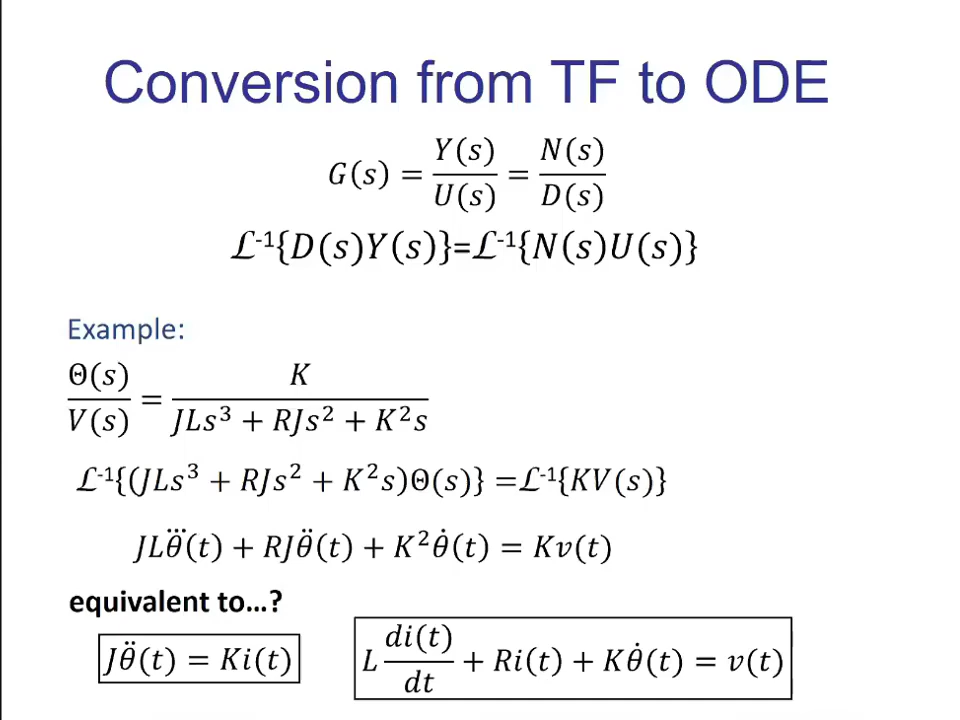 Conversion from TF to ODE
G(s) = Y(s)/U(s) = N(s)/D(s)
ℒ⁻¹{D(s)Y(s)}=ℒ⁻¹{N(s)U(s)}
Example:
Θ(s)/V(s) = K/(JLs³ + RJs² + K²s)
ℒ⁻¹{(JLs³ + RJs² + K²s)Θ(s)} =ℒ⁻¹{KV(s)}
JLθ⃛(t) + RJθ̈(t) + K²θ̇(t) = Kv(t)
equivalent to…?
Jθ̈(t) = Ki(t)
L di(t)/dt + Ri(t) + Kθ̇(t) = v(t)